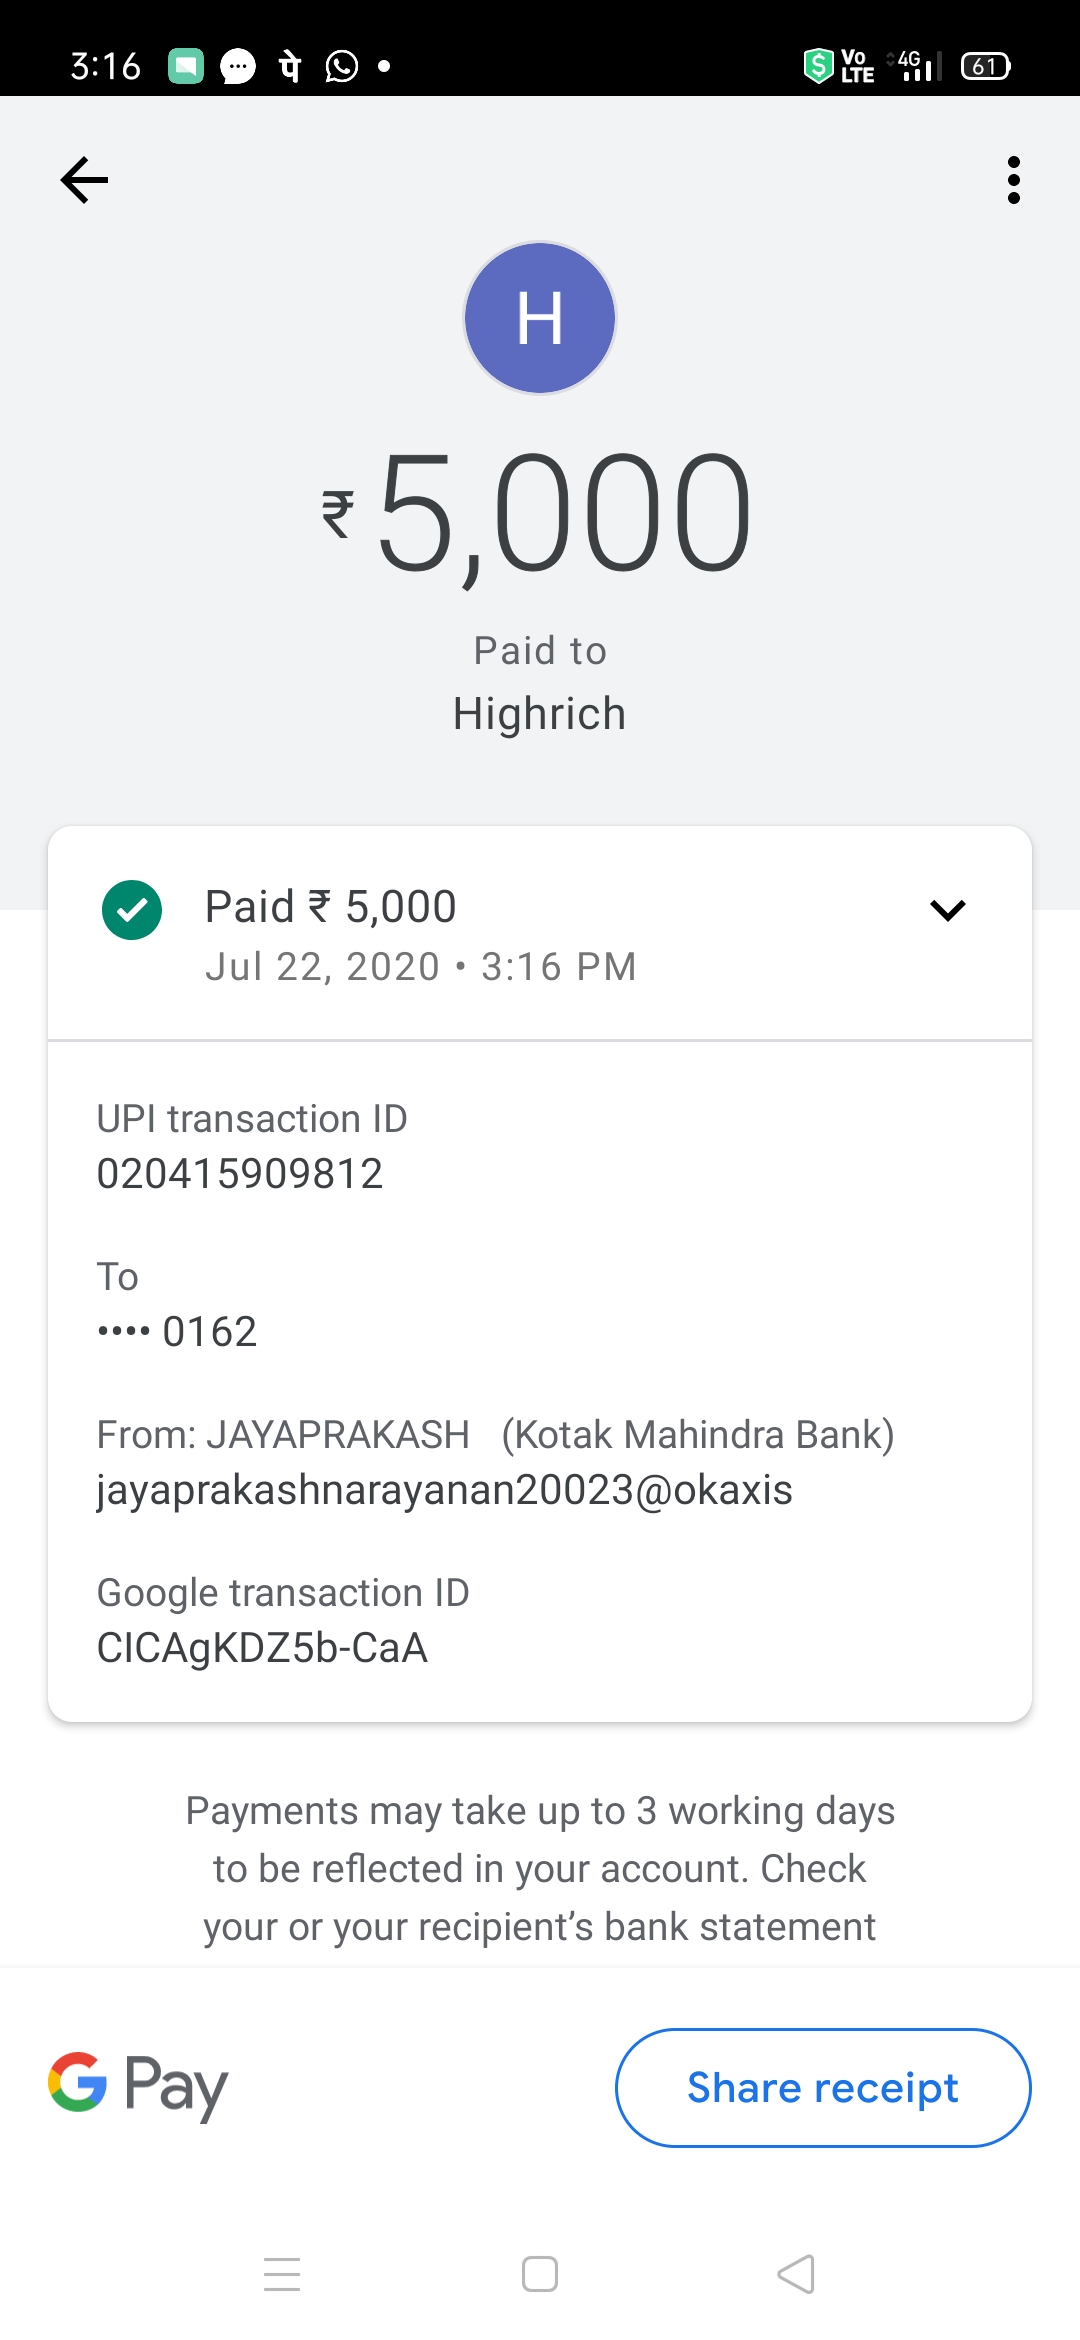 3:16 पे Vo LTE 4G 61
H
₹5,000
Paid to
Highrich
Paid ₹ 5,000
Jul 22, 2020 • 3:16 PM
UPI transaction ID
020415909812
To
•••• 0162
From: JAYAPRAKASH (Kotak Mahindra Bank)
jayaprakashnarayanan20023@okaxis
Google transaction ID
CICAgKDZ5b-CaA
Payments may take up to 3 working days
to be reflected in your account. Check
your or your recipient’s bank statement
G Pay
Share receipt